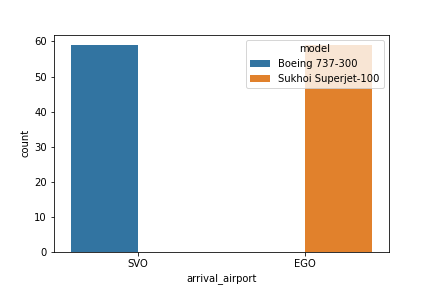 model
Boeing 737-300
Sukhoi Superjet-100
60
50
40
30
20
10
0
count
SVO EGO
arrival_airport